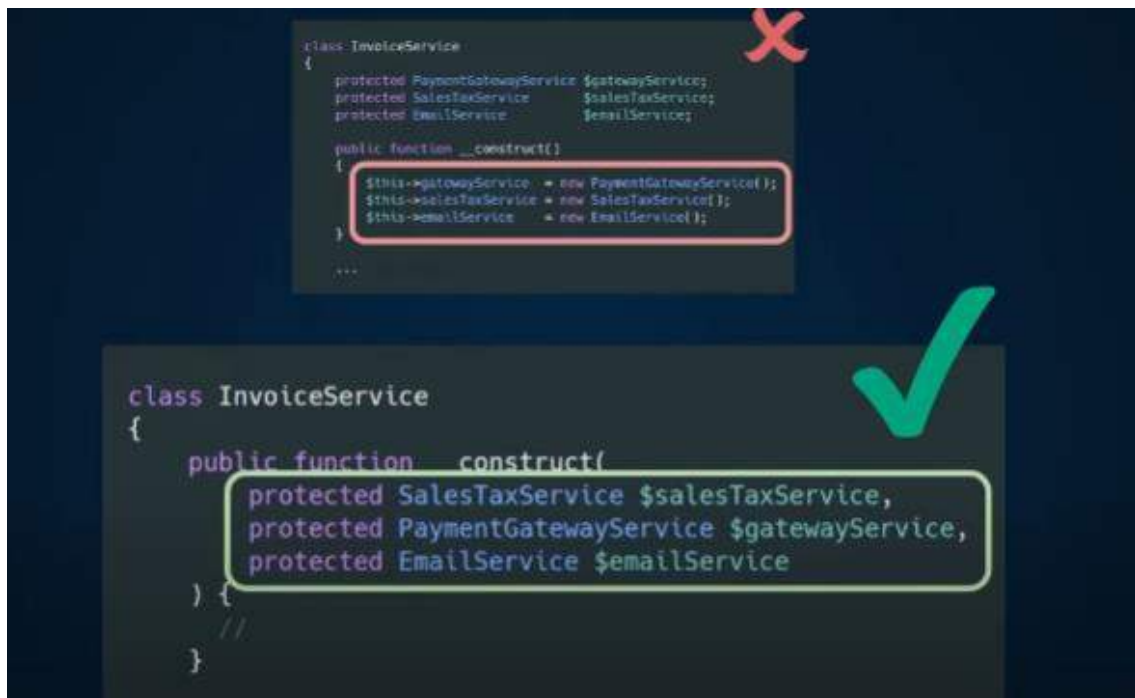 class InvoiceService
{
protected PaymentGatewayService $gatewayService;
protected SalesTaxService $salesTaxService;
protected EmailService $emailService;
public function __construct()
{
$this->gatewayService = new PaymentGatewayService();
$this->salesTaxService = new SalesTaxService();
$this->emailService = new EmailService();
}
...
class InvoiceService
{
public function __construct(
protected SalesTaxService $salesTaxService,
protected PaymentGatewayService $gatewayService,
protected EmailService $emailService
) {
//
}